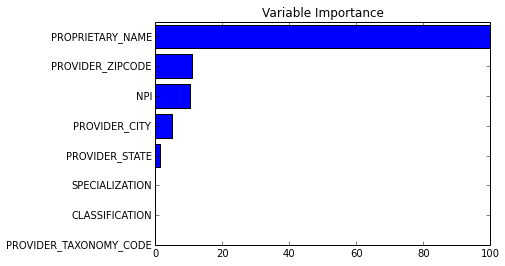 Variable Importance
PROPRIETARY_NAME
PROVIDER_ZIPCODE
NPI
PROVIDER_CITY
PROVIDER_STATE
SPECIALIZATION
CLASSIFICATION
PROVIDER_TAXONOMY_CODE
0 20 40 60 80 100